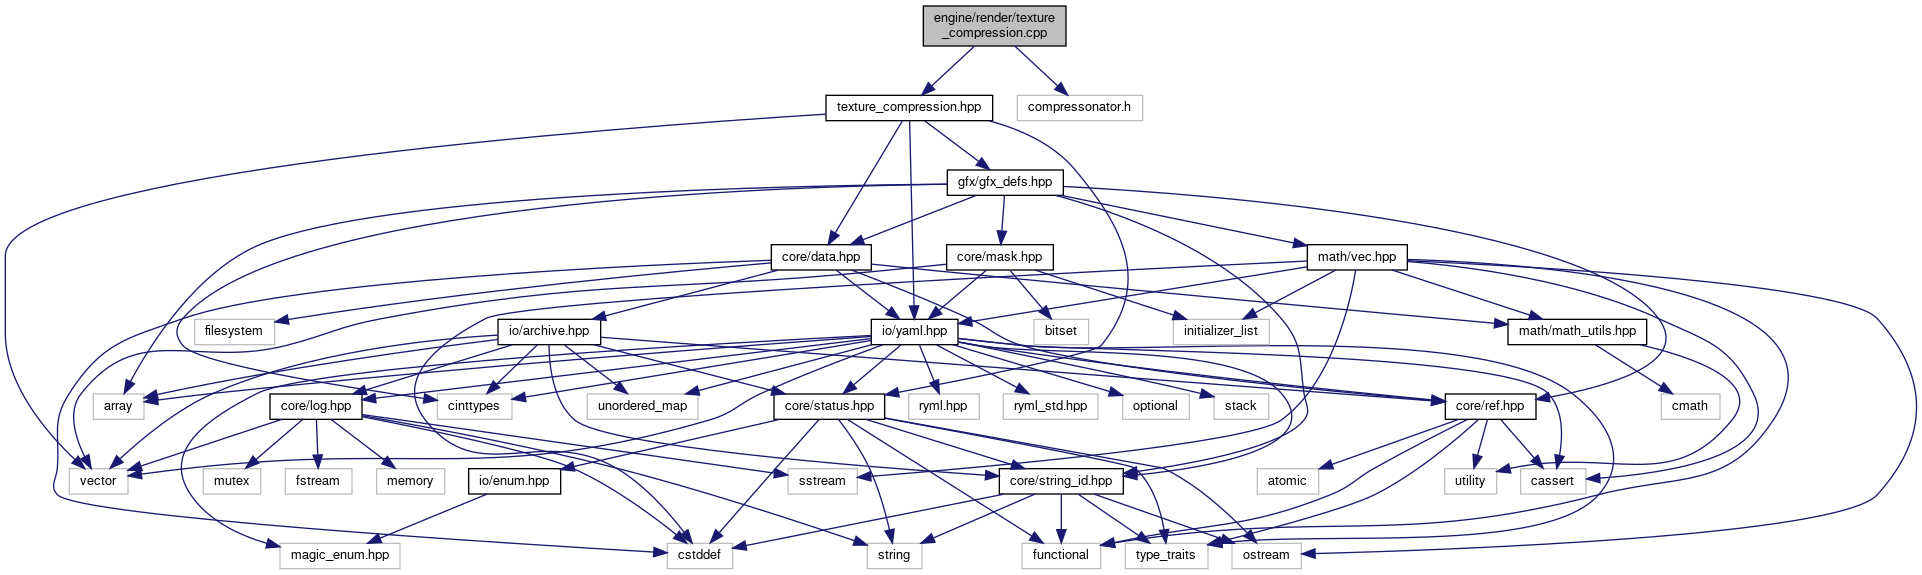 engine/render/texture
_compression.cpp
texture_compression.hpp
compressonator.h
gfx/gfx_defs.hpp
core/data.hpp
core/mask.hpp
math/vec.hpp
filesystem
io/archive.hpp
io/yaml.hpp
bitset
initializer_list
math/math_utils.hpp
array
core/log.hpp
cinttypes
unordered_map
core/status.hpp
ryml.hpp
ryml_std.hpp
optional
stack
core/ref.hpp
cmath
vector
mutex
fstream
memory
io/enum.hpp
sstream
core/string_id.hpp
atomic
utility
cassert
magic_enum.hpp
cstddef
string
functional
type_traits
ostream